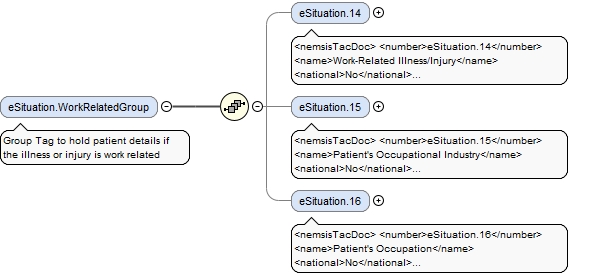 eSituation.14
<nemsisTacDoc> <number>eSituation.14</number>
<name>Work-Related Illness/Injury</name>
<national>No</national>...
eSituation.WorkRelatedGroup
Group Tag to hold patient details if
the illness or injury is work related
eSituation.15
<nemsisTacDoc> <number>eSituation.15</number>
<name>Patient's Occupational Industry</name>
<national>No</national>...
eSituation.16
<nemsisTacDoc> <number>eSituation.16</number>
<name>Patient's Occupation</name>
<national>No</national>...